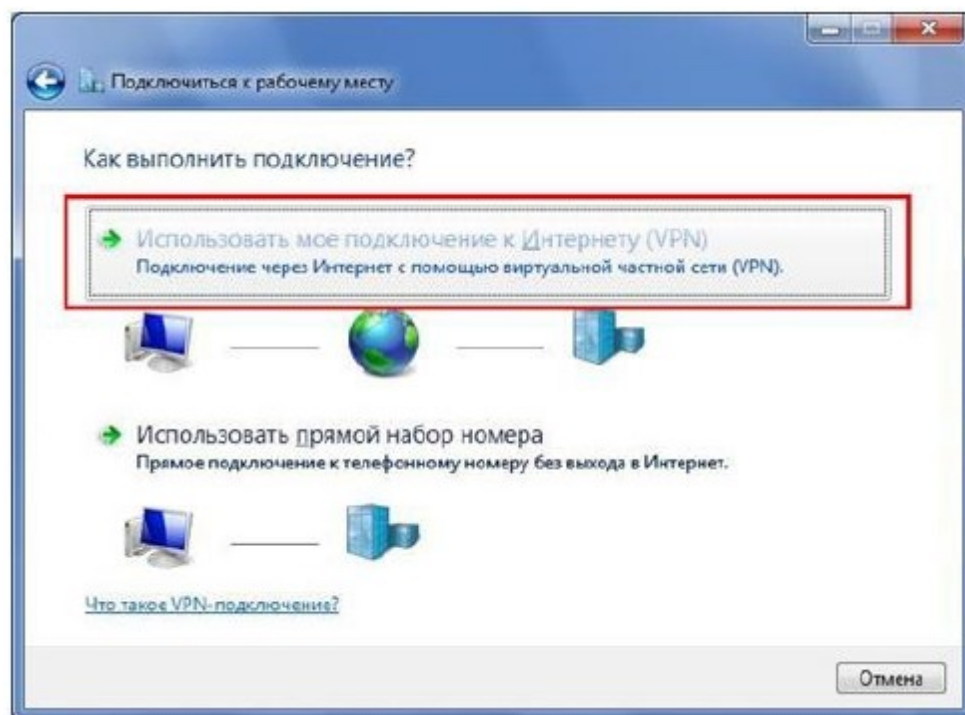 Подключиться к рабочему месту
Как выполнить подключение?
Использовать мое подключение к Интернету (VPN)
Подключение через Интернет с помощью виртуальной частной сети (VPN).
Использовать прямой набор номера
Прямое подключение к телефонному номеру без выхода в Интернет.
Что такое VPN-подключение?
Отмена